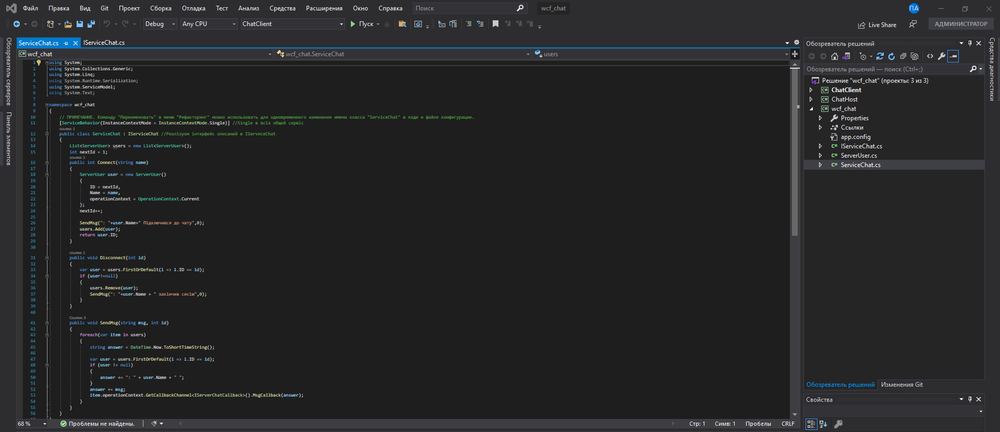 Файл Правка Вид Git Проект Сборка Отладка Тест Анализ Средства Расширения Окно Справка Поиск wcf_chat ПА
Debug Any CPU ChatClient Пуск Live Share АДМИНИСТРАТОР
Обозреватель серверов
Панель элементов
ServiceChat.cs IServiceChat.cs
wcf_chat wcf_chat.ServiceChat users
1 using System;
2 using System.Collections.Generic;
3 using System.Linq;
4 using System.Runtime.Serialization;
5 using System.ServiceModel;
6 using System.Text;
7
8 namespace wcf_chat
9 {
10 // ПРИМЕЧАНИЕ. Команду "Переименовать" в меню "Рефакторинг" можно использовать для одновременного изменения имени класса "ServiceChat" в коде и файле конфигурации.
11 [ServiceBehavior(InstanceContextMode = InstanceContextMode.Single)] //Single в всіх общий сервіс
ссылка: 1
12 public class ServiceChat : IServiceChat //Реалізуєм інтерфейс описаний в IServeceChat
13 {
14 List<ServerUser> users = new List<ServerUser>();
15 int nextId = 1;
ссылка: 1
16 public int Connect(string name)
17 {
18 ServerUser user = new ServerUser()
19 {
20 ID = nextId,
21 Name = name,
22 operationContext = OperationContext.Current
23 };
24 nextId++;
25
26 SendMsg(": "+user.Name+" Підключився до чату",0);
27 users.Add(user);
28 return user.ID;
29 }
30
ссылка: 1
31 public void Disconnect(int id)
32 {
33 var user = users.FirstOrDefault(i => i.ID == id);
34 if (user!=null)
35 {
36 users.Remove(user);
37 SendMsg(": "+user.Name + " закінчив сесію",0);
38 }
39 }
40
Ссылок: 3
41 public void SendMsg(string msg, int id)
42 {
43 foreach(var item in users)
44 {
45 string answer = DateTime.Now.ToShortTimeString();
46
47 var user = users.FirstOrDefault(i => i.ID == id);
48 if (user != null)
49 {
50 answer += ": " + user.Name + " ";
51 }
52 answer += msg;
53 item.operationContext.GetCallbackChannel<IServerChatCallback>().MsgCallback(answer);
54 }
55 }
56 }
68 % Проблемы не найдены. Стр: 1 Симв: 1 Пробелы CRLF
Обозреватель решений
Обозреватель решений — поиск (Ctrl+;)
Решение "wcf_chat" (проекты: 3 из 3)
ChatClient
ChatHost
wcf_chat
Properties
Ссылки
app.config
IServiceChat.cs
ServerUser.cs
ServiceChat.cs
Обозреватель решений Изменения Git
Свойства
Средства диагностики